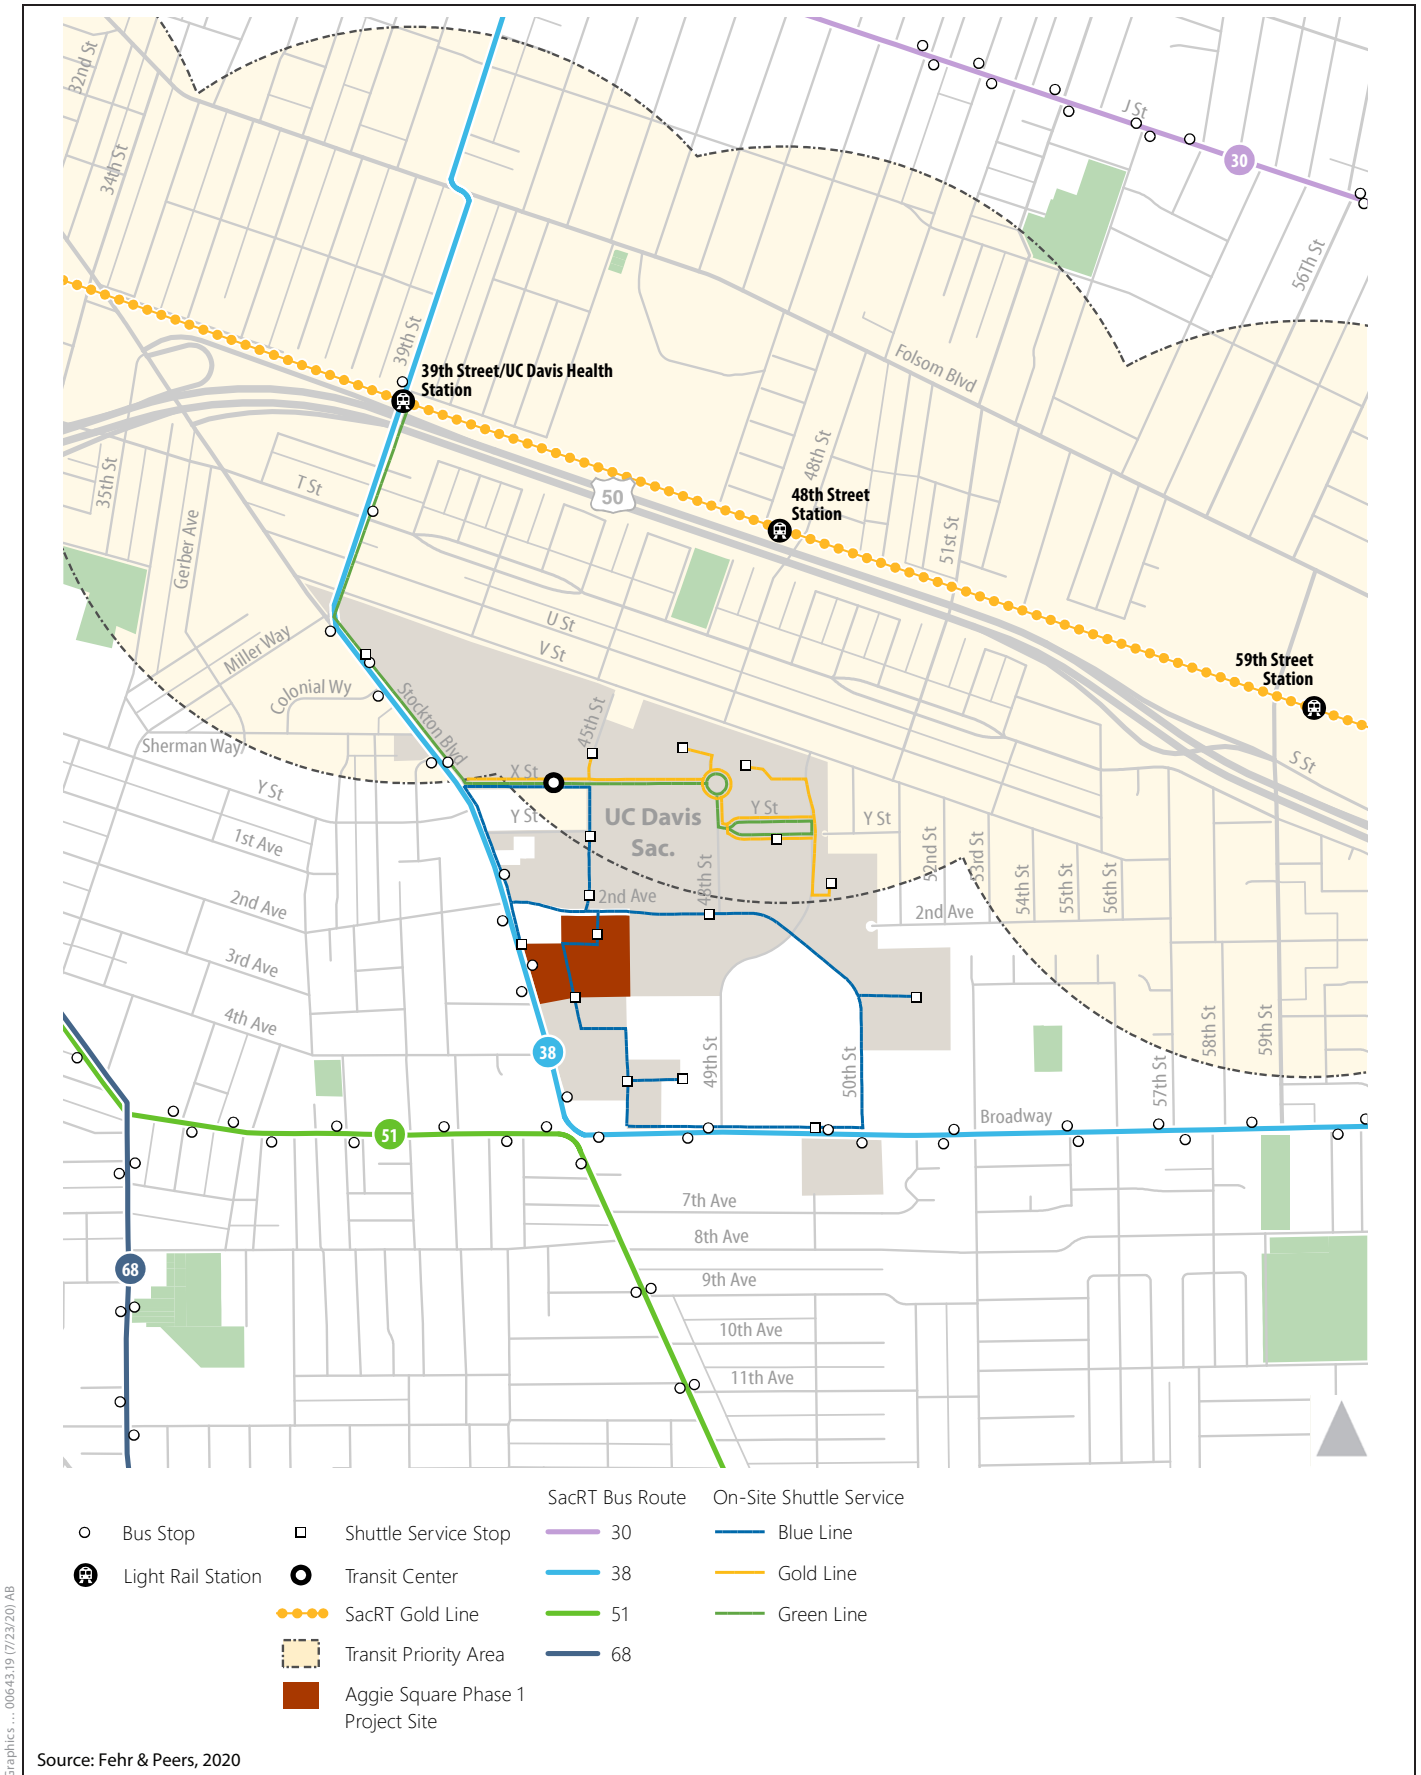 32nd St
34th St
J St
30
56Th St
39th St
39th Street/UC Davis Health
Station
Folsom Blvd
48th St
50
48th Street
Station
35th St
T St
Gerber Ave
51st St
U St
V St
Miller Way
Colonial Wy
Stockton Blvd
59th Street
Station
45th St
Sherman Way
S St
X St
Y St
Y St
UC Davis
Sac.
Y St
Y St
1st Ave
52nd St
53rd St
54th St
55th St
56th St
48th St
2nd Ave
2nd Ave
2nd Ave
3rd Ave
4th Ave
38
49th St
50th St
57th St
58th St
59th St
Broadway
51
7th Ave
8th Ave
68
9th Ave
10th Ave
11th Ave
SacRT Bus Route
On-Site Shuttle Service
Bus Stop
Shuttle Service Stop
30
Blue Line
Light Rail Station
Transit Center
38
Gold Line
SacRT Gold Line
51
Green Line
Transit Priority Area
68
Aggie Square Phase 1
Project Site
Graphics … 00643.19 (7/23/20) AB
Source: Fehr & Peers, 2020